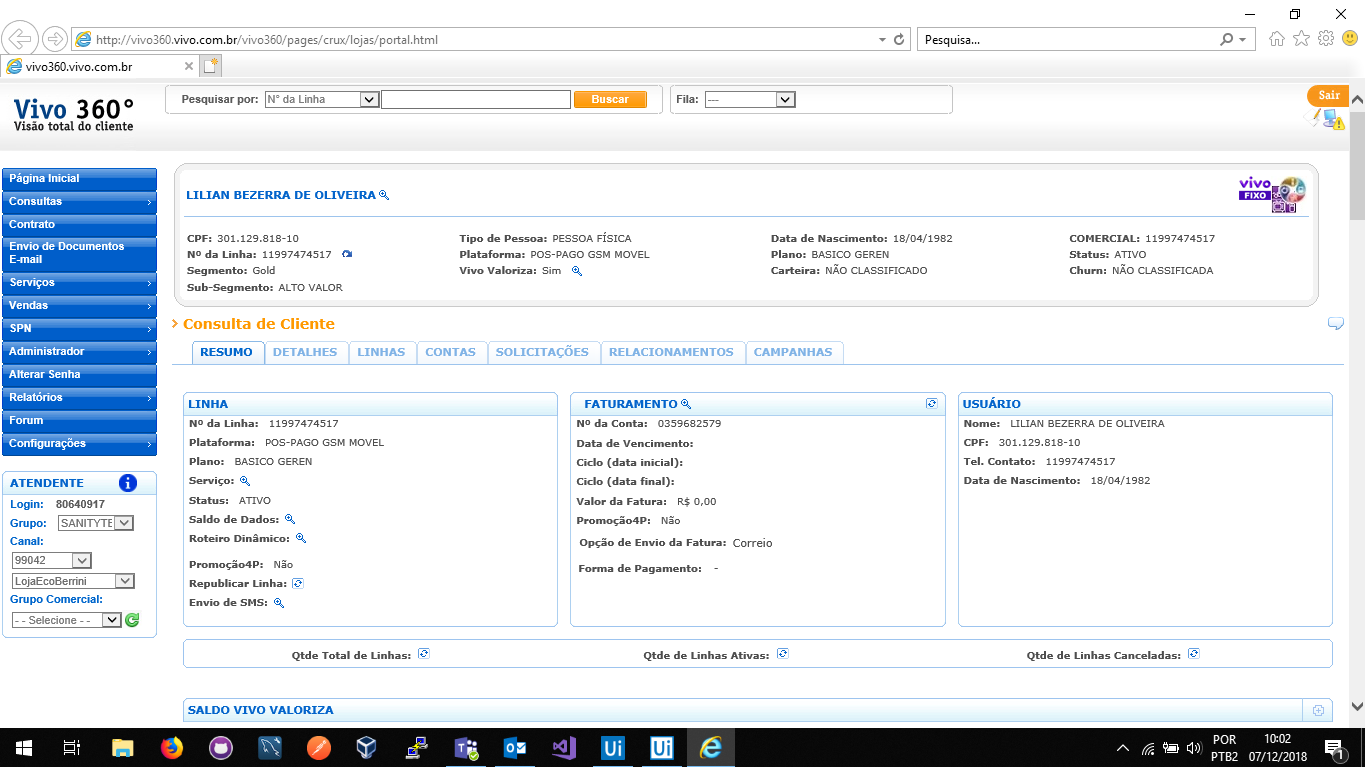 http://vivo360.vivo.com.br/vivo360/pages/crux/lojas/portal.html
Pesquisa...
vivo360.vivo.com.br
Vivo 360°
Visão total do cliente
Pesquisar por: N° da Linha Buscar Fila: ---
Sair
Página Inicial
Consultas
Contrato
Envio de Documentos
E-mail
Serviços
Vendas
SPN
Administrador
Alterar Senha
Relatórios
Forum
Configurações
ATENDENTE
Login: 80640917
Grupo: SANITYTE
Canal:
99042
LojaEcoBerrini
Grupo Comercial:
- - Selecione - -
LILIAN BEZERRA DE OLIVEIRA
vivo
FIXO
CPF: 301.129.818-10 Tipo de Pessoa: PESSOA FÍSICA Data de Nascimento: 18/04/1982 COMERCIAL: 11997474517
Nº da Linha: 11997474517 Plataforma: POS-PAGO GSM MOVEL Plano: BASICO GEREN Status: ATIVO
Segmento: Gold Vivo Valoriza: Sim Carteira: NÃO CLASSIFICADO Churn: NÃO CLASSIFICADA
Sub-Segmento: ALTO VALOR
Consulta de Cliente
RESUMO DETALHES LINHAS CONTAS SOLICITAÇÕES RELACIONAMENTOS CAMPANHAS
LINHA
Nº da Linha: 11997474517
Plataforma: POS-PAGO GSM MOVEL
Plano: BASICO GEREN
Serviço:
Status: ATIVO
Saldo de Dados:
Roteiro Dinâmico:
Promoção4P: Não
Republicar Linha:
Envio de SMS:
FATURAMENTO
Nº da Conta: 0359682579
Data de Vencimento:
Ciclo (data inicial):
Ciclo (data final):
Valor da Fatura: R$ 0,00
Promoção4P: Não
Opção de Envio da Fatura: Correio
Forma de Pagamento: -
USUÁRIO
Nome: LILIAN BEZERRA DE OLIVEIRA
CPF: 301.129.818-10
Tel. Contato: 11997474517
Data de Nascimento: 18/04/1982
Qtde Total de Linhas: Qtde de Linhas Ativas: Qtde de Linhas Canceladas:
SALDO VIVO VALORIZA
Ui Ui
POR 10:02
PTB2 07/12/2018
1